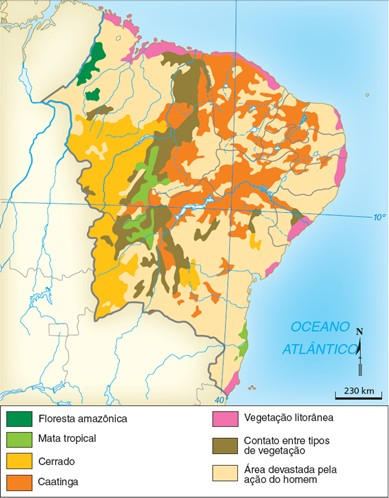 10°
OCEANO
ATLÂNTICO
N
230 km
40
Floresta amazônica
Mata tropical
Cerrado
Caatinga
Vegetação litorânea
Contato entre tipos
de vegetação
Área devastada pela
ação do homem